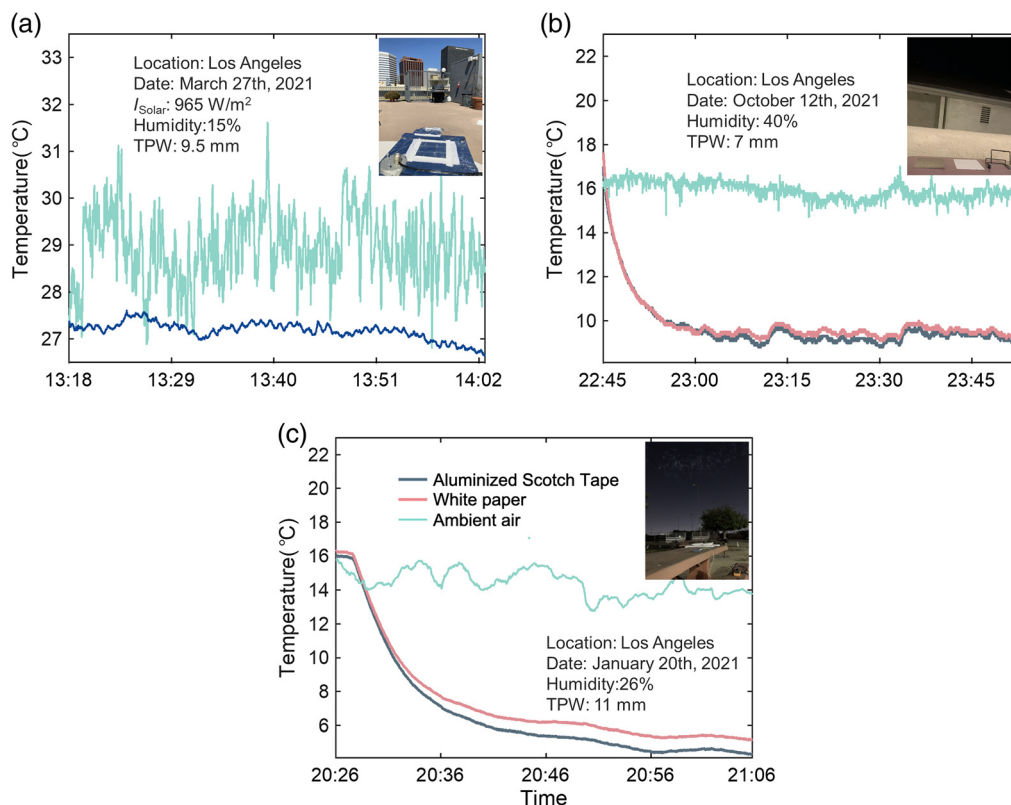 (a)
33
32
31
30
29
28
27
Temperature(°C)
Location: Los Angeles
Date: March 27th, 2021
ISolar: 965 W/m²
Humidity:15%
TPW: 9.5 mm
13:18
13:29
13:40
13:51
14:02
(b)
22
20
18
16
14
12
10
Temperature(°C)
Location: Los Angeles
Date: October 12th, 2021
Humidity: 40%
TPW: 7 mm
22:45
23:00
23:15
23:30
23:45
(c)
22
20
18
16
14
12
10
8
6
Temperature(°C)
Aluminized Scotch Tape
White paper
Ambient air
Location: Los Angeles
Date: January 20th, 2021
Humidity:26%
TPW: 11 mm
20:26
20:36
20:46
20:56
21:06
Time